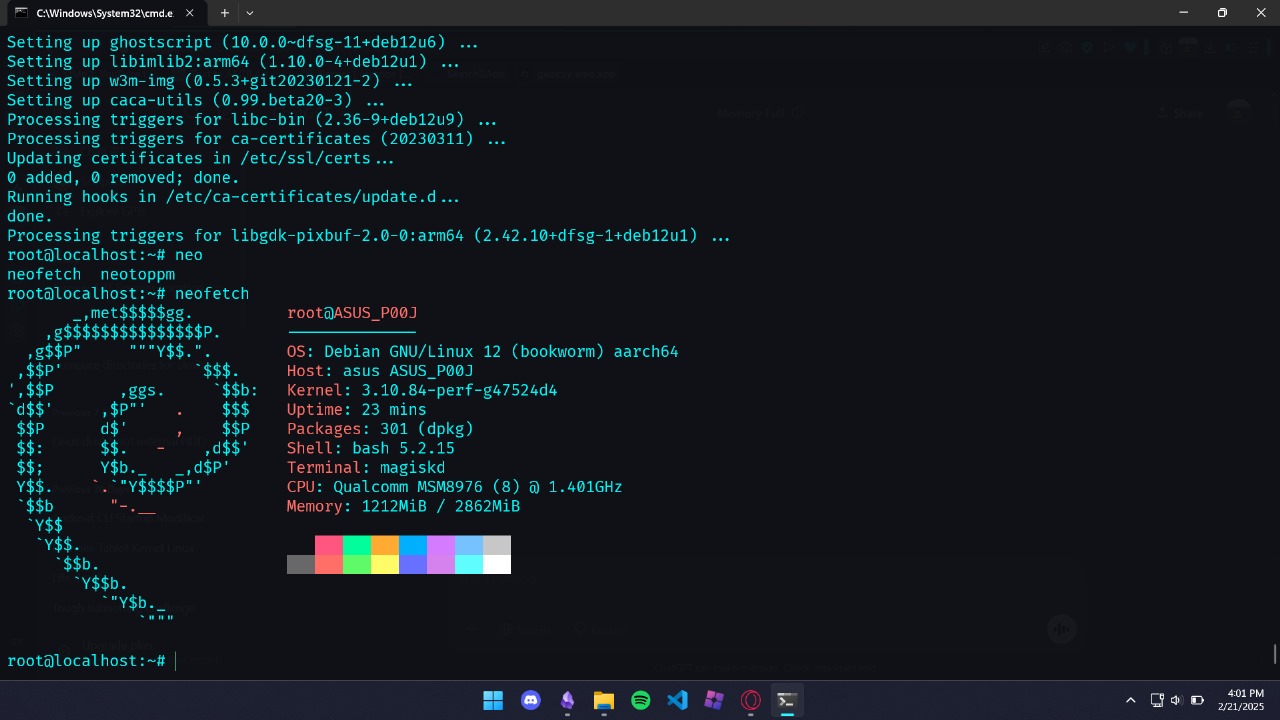 C:\Windows\System32\cmd.e
Setting up ghostscript (10.0.0~dfsg-11+deb12u6) ...
Setting up libimlib2:arm64 (1.10.0-4+deb12u1) ...
Setting up w3m-img (0.5.3+git20230121-2) ...
Setting up caca-utils (0.99.beta20-3) ...
Processing triggers for libc-bin (2.36-9+deb12u9) ...
Processing triggers for ca-certificates (20230311) ...
Updating certificates in /etc/ssl/certs...
0 added, 0 removed; done.
Running hooks in /etc/ca-certificates/update.d...
done.
Processing triggers for libgdk-pixbuf-2.0-0:arm64 (2.42.10+dfsg-1+deb12u1) ...
root@localhost:~# neo
neofetch  neotoppm
root@localhost:~# neofetch
root@ASUS_P00J
--------------
OS: Debian GNU/Linux 12 (bookworm) aarch64
Host: asus ASUS_P00J
Kernel: 3.10.84-perf-g47524d4
Uptime: 23 mins
Packages: 301 (dpkg)
Shell: bash 5.2.15
Terminal: magiskd
CPU: Qualcomm MSM8976 (8) @ 1.401GHz
Memory: 1212MiB / 2862MiB
root@localhost:~#
4:01 PM
2/21/2025